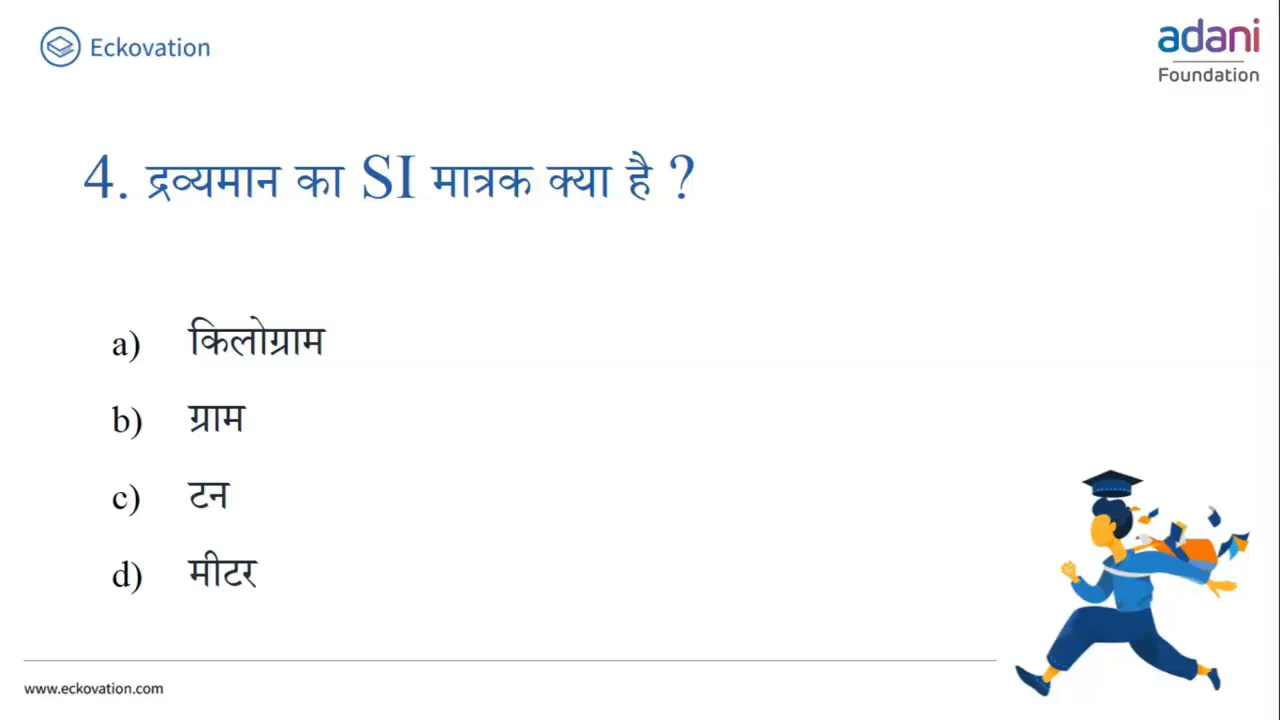 Eckovation
adani
Foundation
4. द्रव्यमान का SI मात्रक क्या है ?
a) किलोग्राम
b) ग्राम
c) टन
d) मीटर
www.eckovation.com